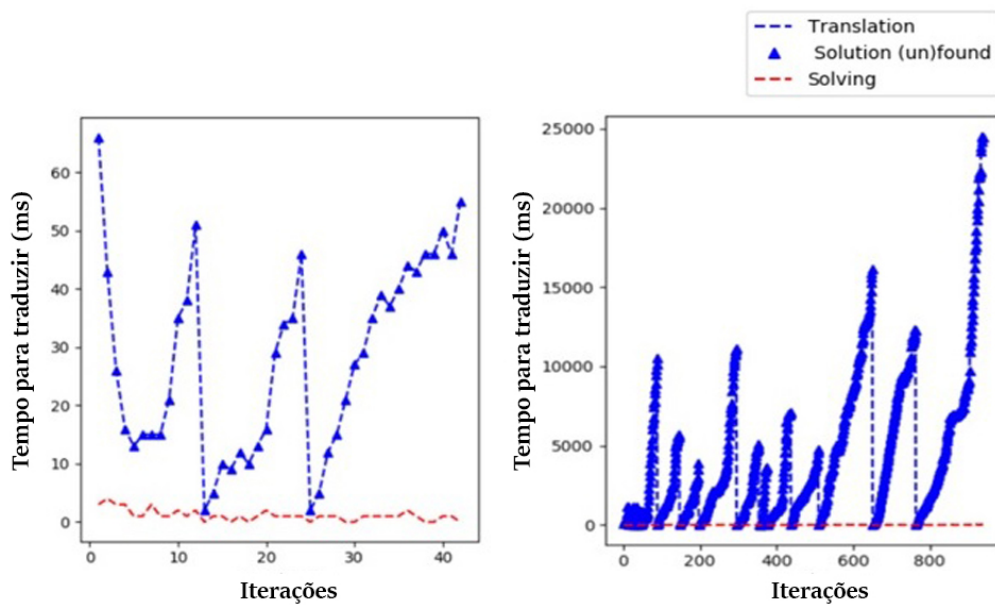 Translation
Solution (un)found
Solving
Tempo para traduzir (ms)
60
50
40
30
20
10
0
0 10 20 30 40
Iterações
Tempo para traduzir (ms)
25000
20000
15000
10000
5000
0
0 200 400 600 800
Iterações